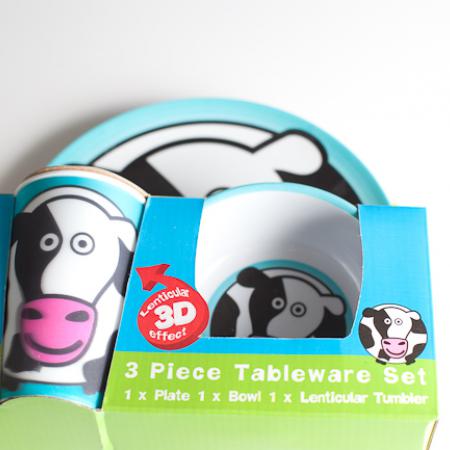 Lenticular
3D
effect
3 Piece Tableware Set
1 x Plate 1 x Bowl 1 x Lenticular Tumbler